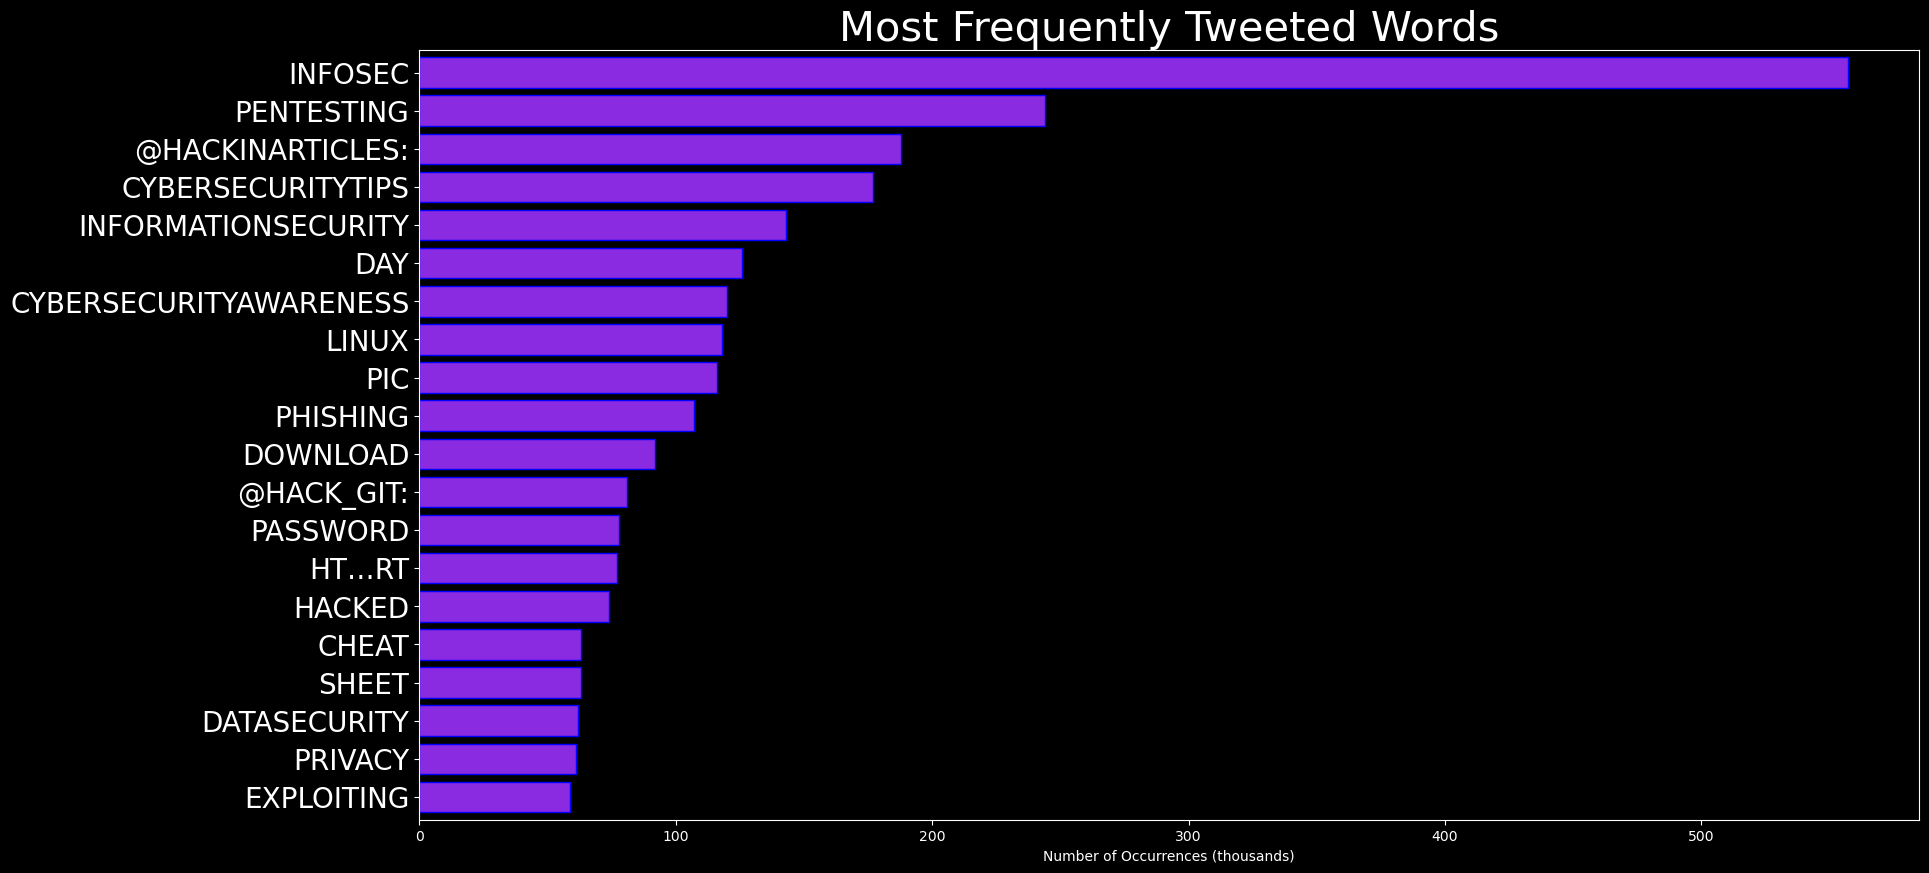 Most Frequently Tweeted Words
INFOSEC
PENTESTING
@HACKINARTICLES:
CYBERSECURITYTIPS
INFORMATIONSECURITY
DAY
CYBERSECURITYAWARENESS
LINUX
PIC
PHISHING
DOWNLOAD
@HACK_GIT:
PASSWORD
HT…RT
HACKED
CHEAT
SHEET
DATASECURITY
PRIVACY
EXPLOITING
0 100 200 300 400 500
Number of Occurrences (thousands)